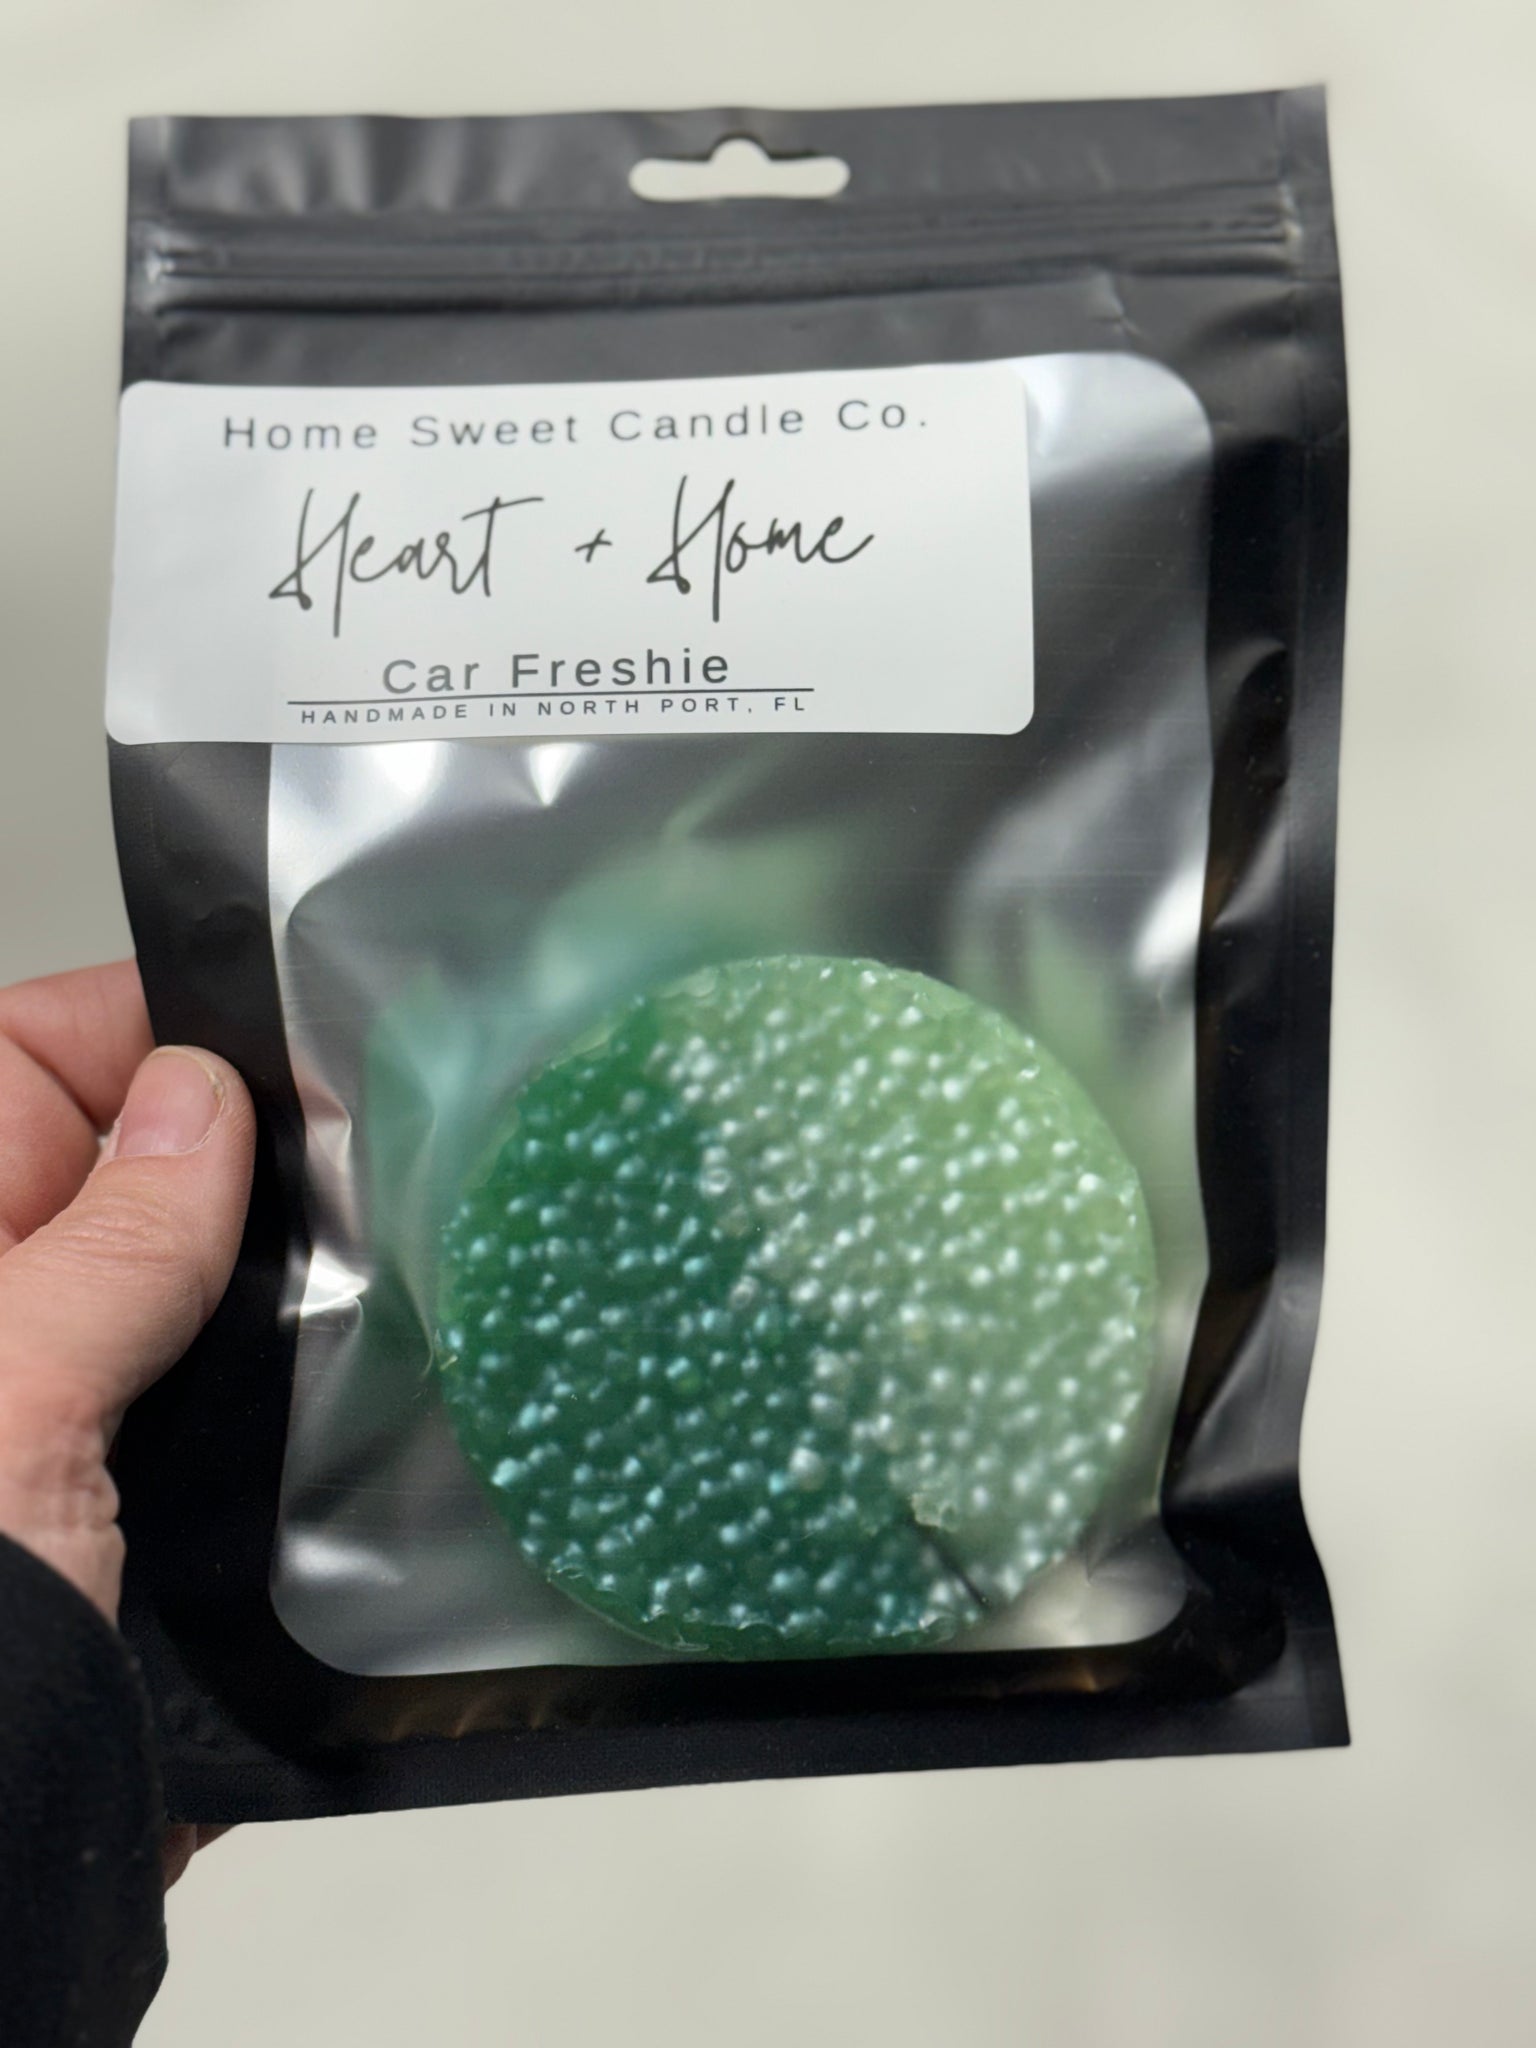 Home Sweet Candle Co.
Heart + Home
Car Freshie
HANDMADE IN NORTH PORT, FL